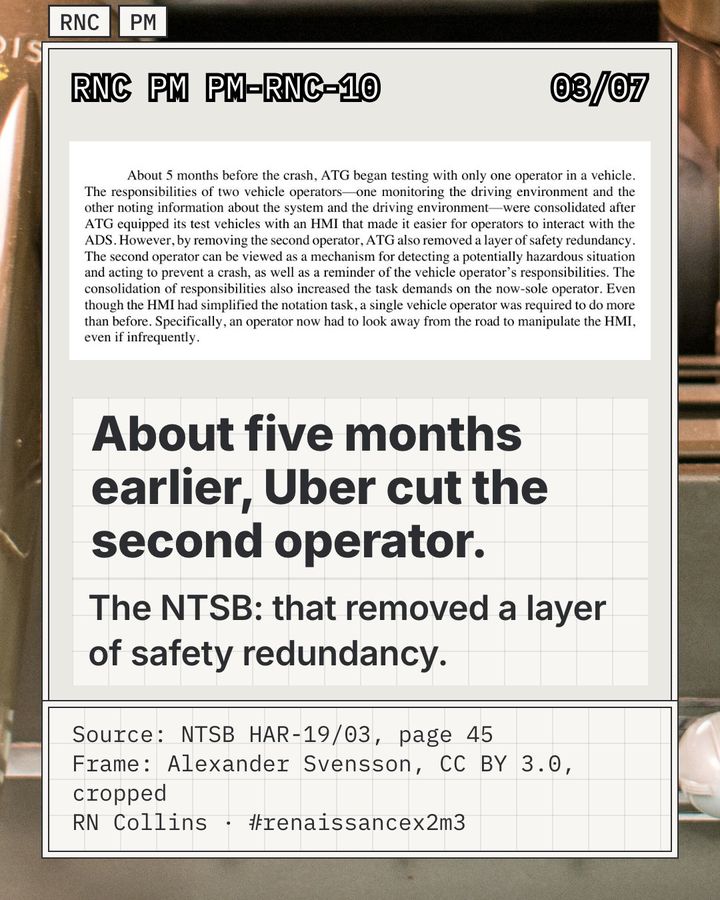 RNC PM
RNC PM PM-RNC-10 03/07
About 5 months before the crash, ATG began testing with only one operator in a vehicle.
The responsibilities of two vehicle operators—one monitoring the driving environment and the
other noting information about the system and the driving environment—were consolidated after
ATG equipped its test vehicles with an HMI that made it easier for operators to interact with the
ADS. However, by removing the second operator, ATG also removed a layer of safety redundancy.
The second operator can be viewed as a mechanism for detecting a potentially hazardous situation
and acting to prevent a crash, as well as a reminder of the vehicle operator’s responsibilities. The
consolidation of responsibilities also increased the task demands on the now-sole operator. Even
though the HMI had simplified the notation task, a single vehicle operator was required to do more
than before. Specifically, an operator now had to look away from the road to manipulate the HMI,
even if infrequently.
About five months
earlier, Uber cut the
second operator.
The NTSB: that removed a layer
of safety redundancy.
Source: NTSB HAR-19/03, page 45
Frame: Alexander Svensson, CC BY 3.0,
cropped
RN Collins · #renaissancex2m3